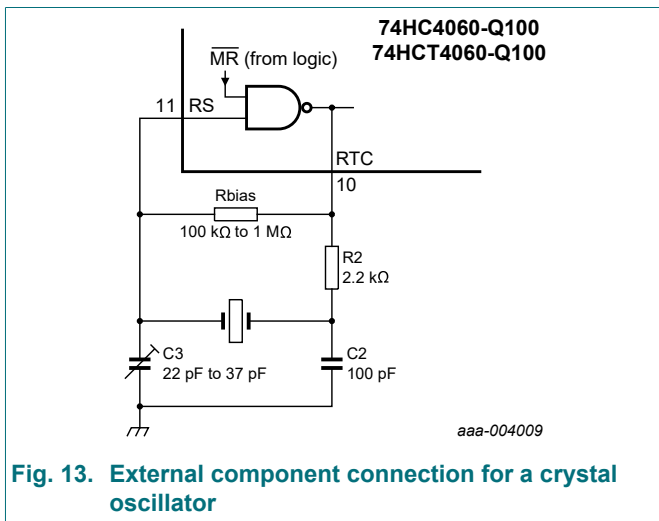 74HC4060-Q100
74HCT4060-Q100
MR (from logic)
11 RS
RTC
10
Rbias
100 kΩ to 1 MΩ
R2
2.2 kΩ
C3
22 pF to 37 pF
C2
100 pF
aaa-004009
Fig. 13. External component connection for a crystal
oscillator